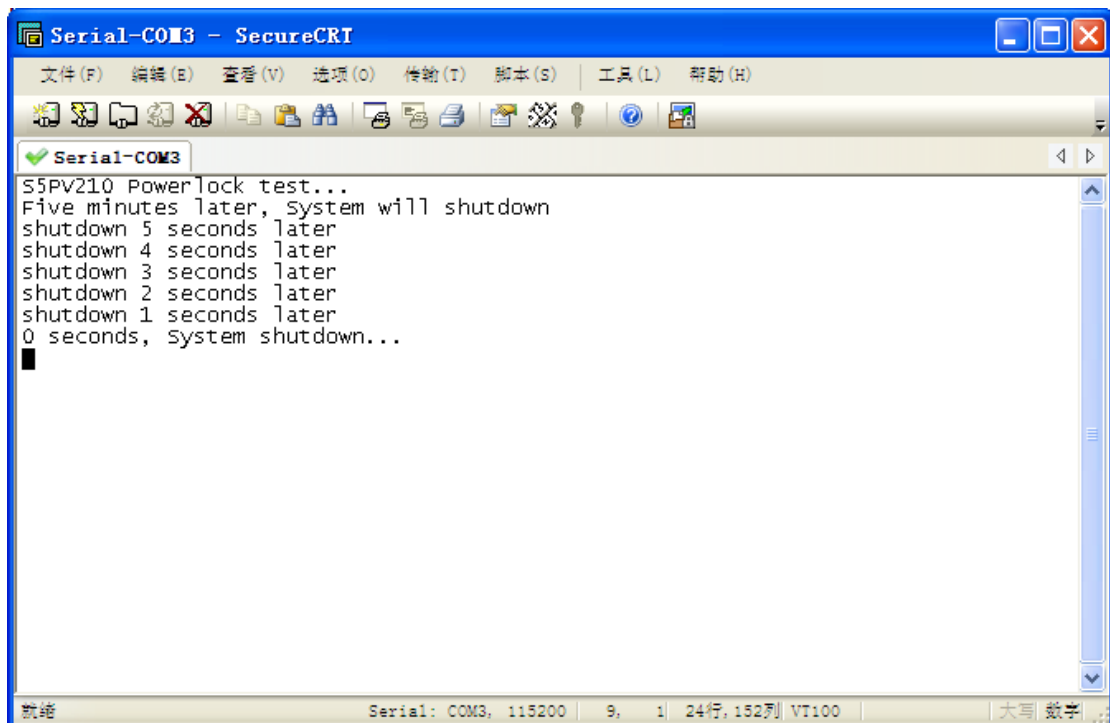 Serial-COM3 - SecureCRT
文件(F) 编辑(E) 查看(V) 选项(O) 传输(T) 脚本(S) 工具(L) 帮助(H)
Serial-COM3
S5PV210 Powerlock test...
Five minutes later, System will shutdown
shutdown 5 seconds later
shutdown 4 seconds later
shutdown 3 seconds later
shutdown 2 seconds later
shutdown 1 seconds later
0 seconds, System shutdown...
就绪 Serial: COM3, 115200 9, 1 24行,152列 VT100 大写 数字